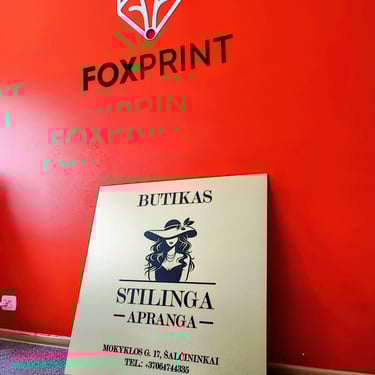 FOXPRINT
BUTIKAS
STILINGA
— APRANGA —
MOKYKLOS G. 17, ŠALČININKAI
TEL.: +37064744335